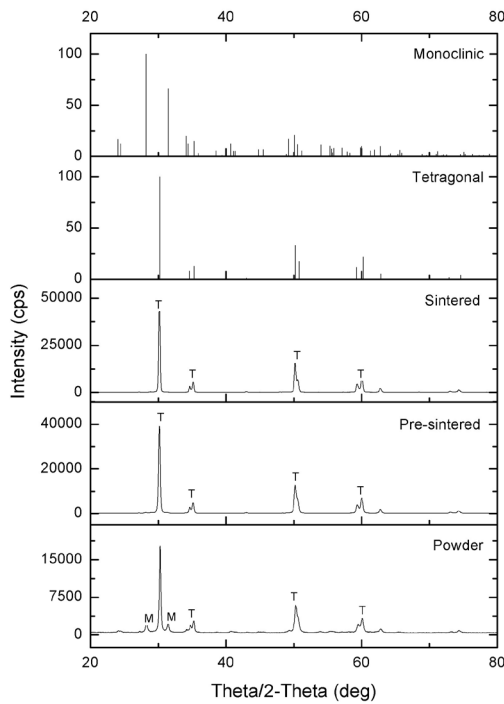 20 40 60 80
Monoclinic
100
50
0
Tetragonal
100
50
0
Sintered
50000
25000
0
T
T
T
T
Pre-sintered
40000
20000
0
T
T
T
T
Powder
15000
7500
0
M
M
T
T
T
20 40 60 80
Intensity (cps)
Theta/2-Theta (deg)